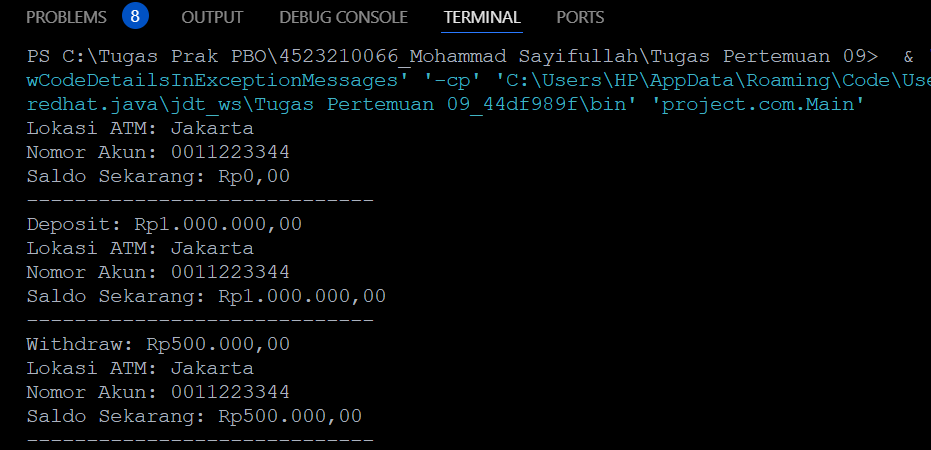 PROBLEMS 8 OUTPUT DEBUG CONSOLE TERMINAL PORTS
PS C:\Tugas Prak PBO\4523210066_Mohammad Sayifullah\Tugas Pertemuan 09> &
wCodeDetailsInExceptionMessages' '-cp' 'C:\Users\HP\AppData\Roaming\Code\Use
redhat.java\jdt_ws\Tugas Pertemuan 09_44df989f\bin' 'project.com.Main'
Lokasi ATM: Jakarta
Nomor Akun: 0011223344
Saldo Sekarang: Rp0,00
-----------------------------
Deposit: Rp1.000.000,00
Lokasi ATM: Jakarta
Nomor Akun: 0011223344
Saldo Sekarang: Rp1.000.000,00
-----------------------------
Withdraw: Rp500.000,00
Lokasi ATM: Jakarta
Nomor Akun: 0011223344
Saldo Sekarang: Rp500.000,00
-----------------------------